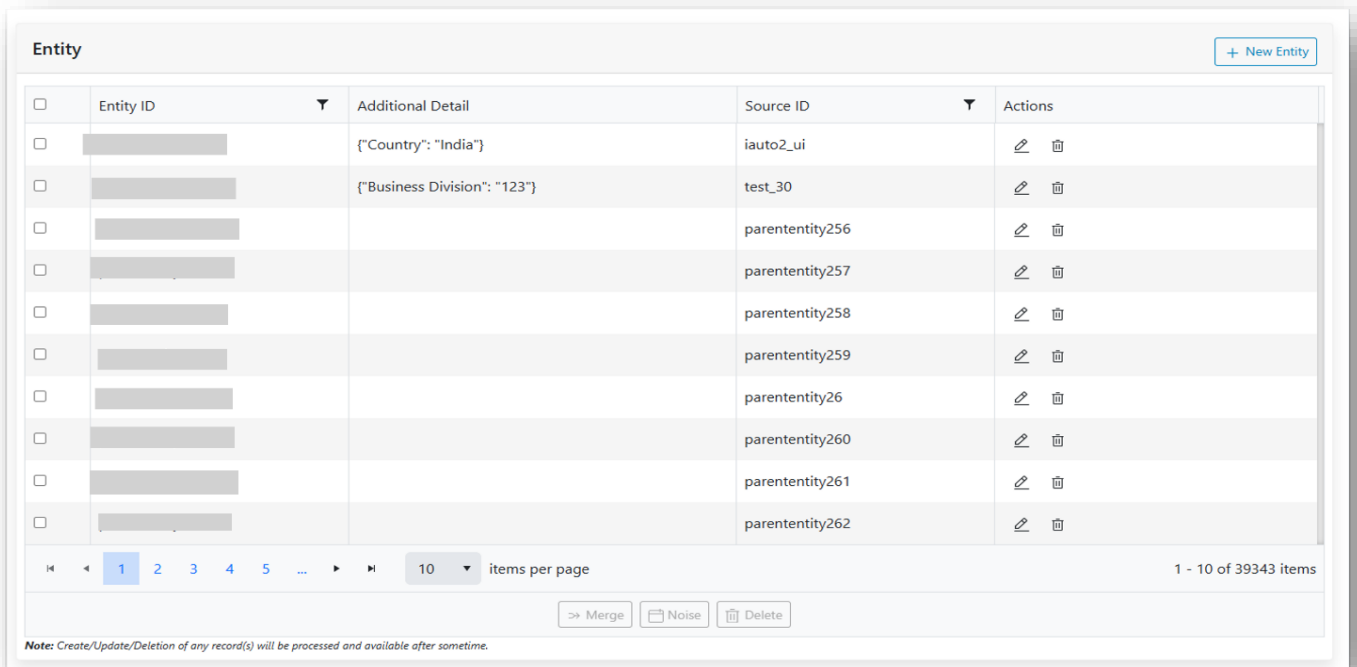 Entity
+ New Entity
Entity ID Additional Detail Source ID Actions
{"Country": "India"} iauto2_ui
{"Business Division": "123"} test_30
parententity256
parententity257
parententity258
parententity259
parententity26
parententity260
parententity261
parententity262
1 2 3 4 5 ... 10 items per page 1 - 10 of 39343 items
Merge Noise Delete
Note: Create/Update/Deletion of any record(s) will be processed and available after sometime.